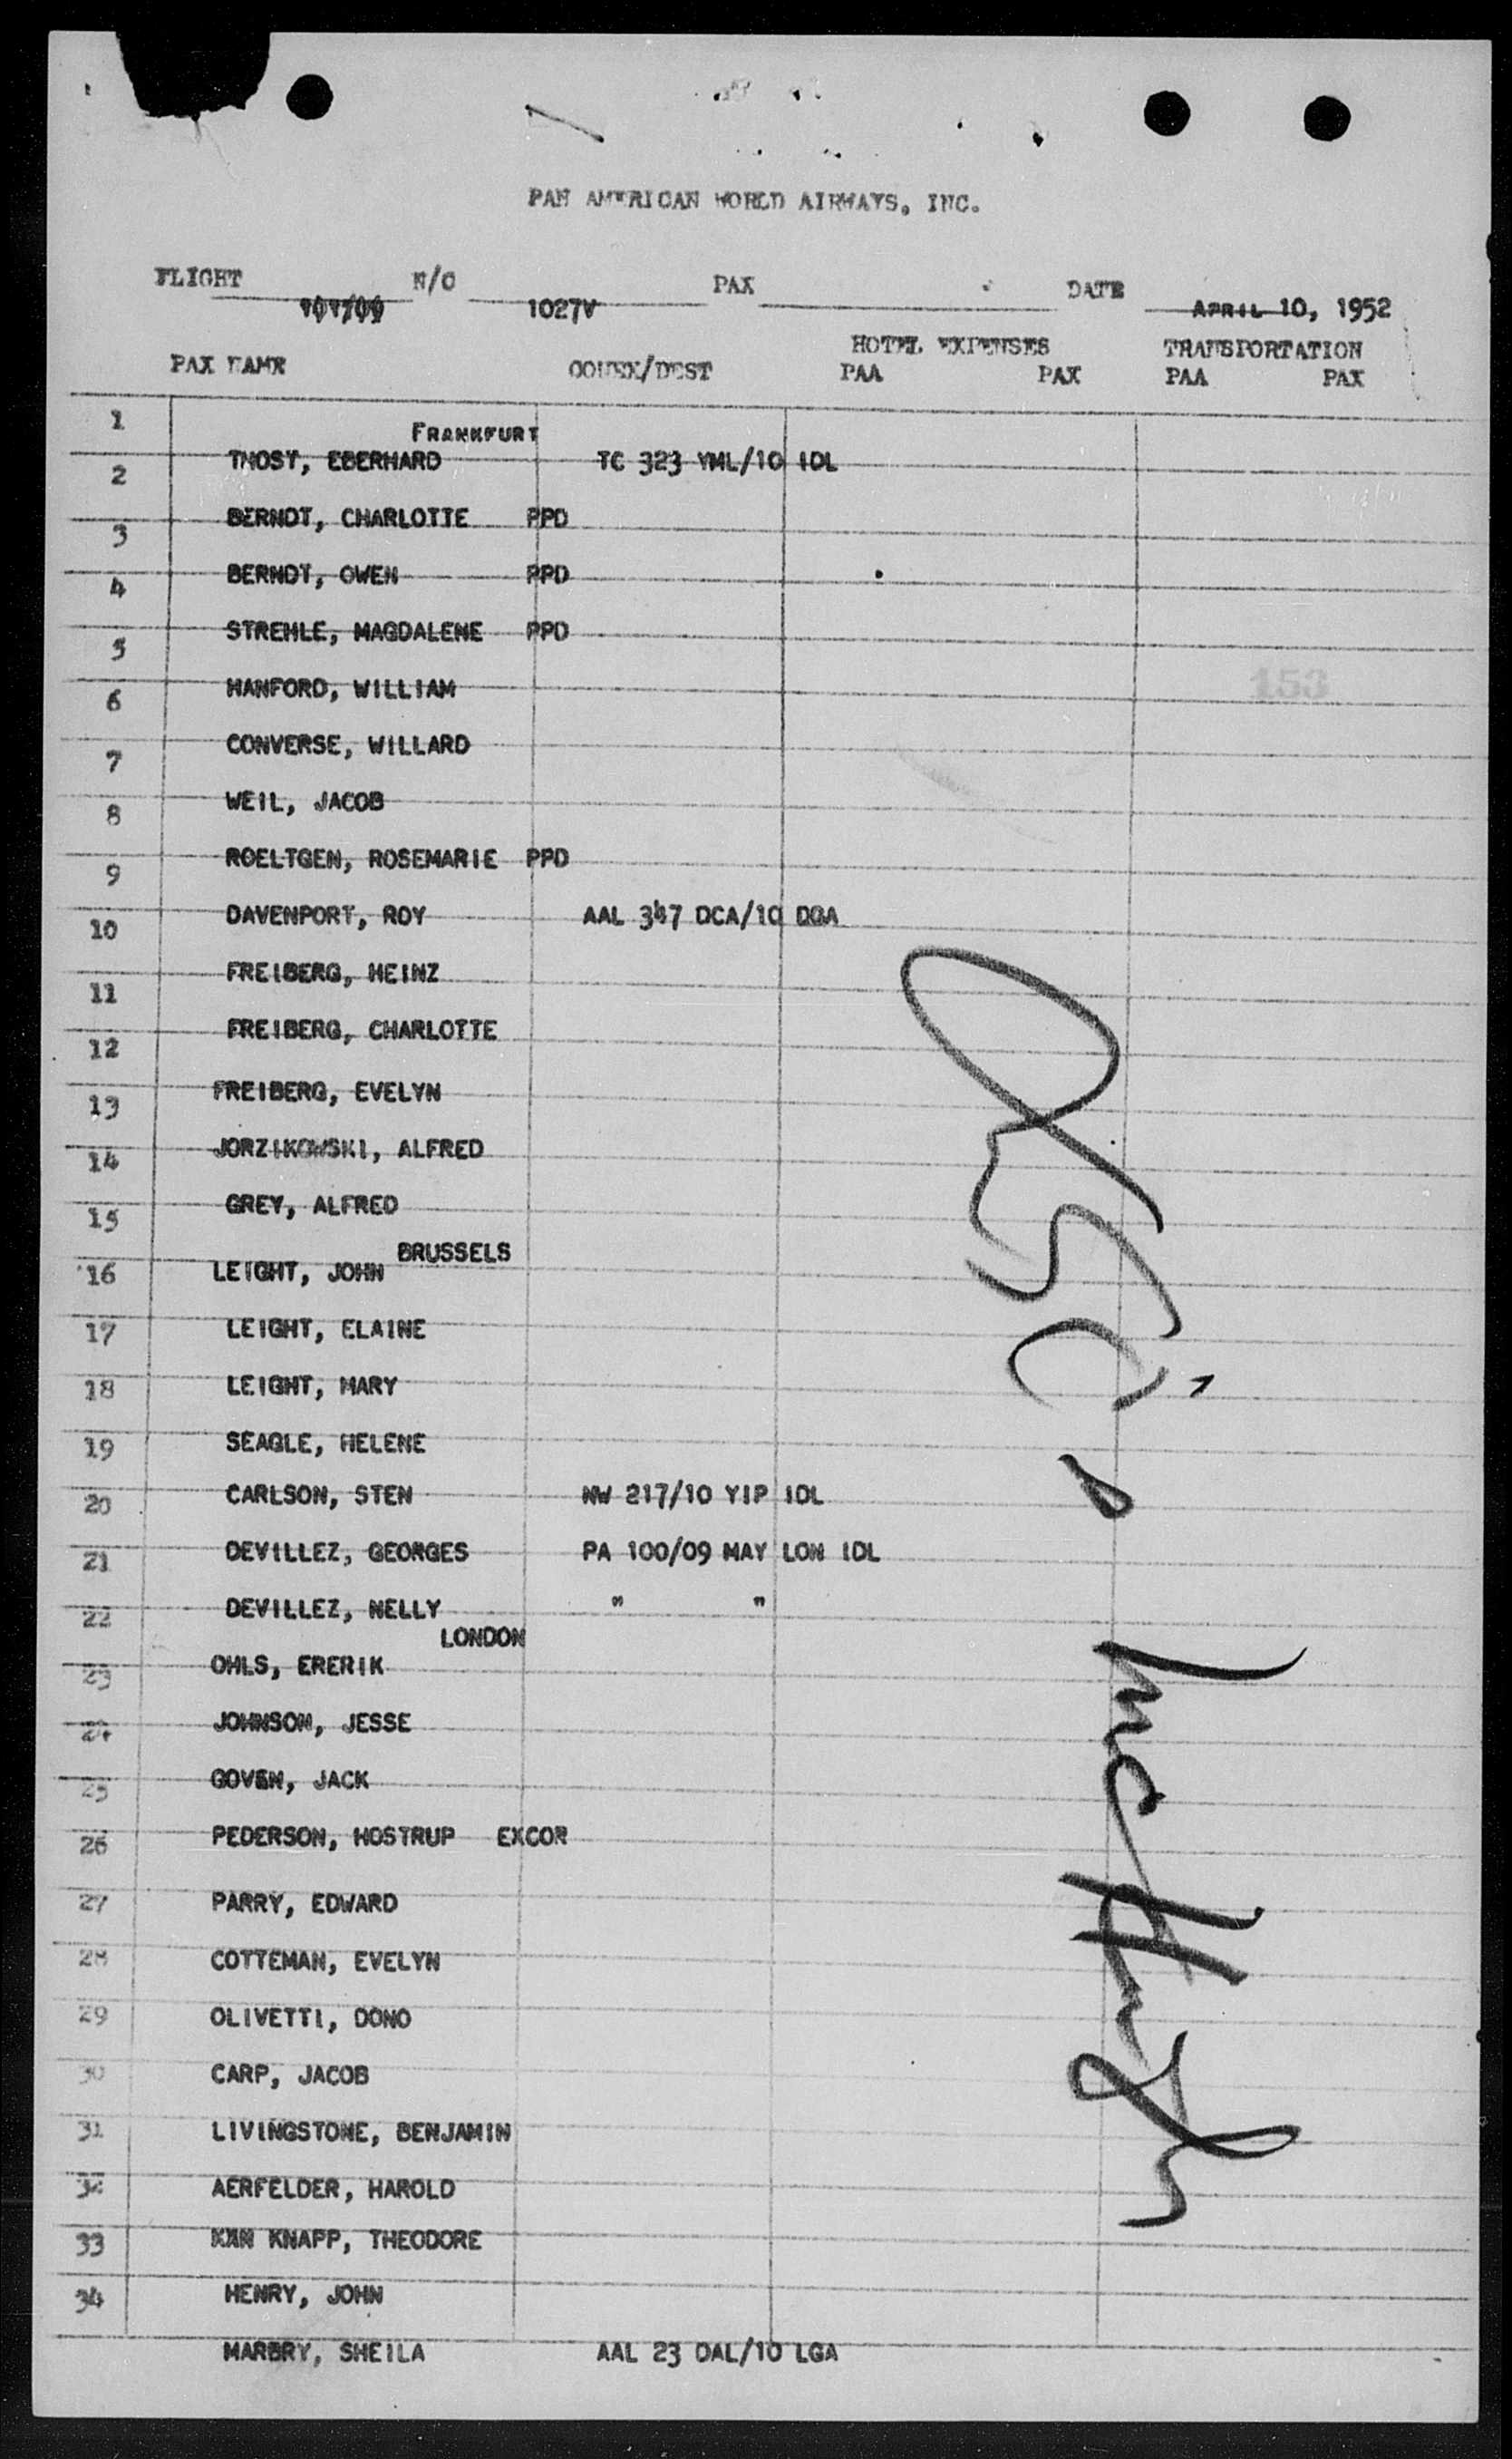 PAN AMERICAN WORLD AIRWAYS, INC.
FLIGHT 101/09 N/C 1027V PAX DATE APRIL 10, 1952
HOTEL EXPENSES TRANSPORTATION
PAX NAME CONEX/DEST PAA PAX PAA PAX
1
FRANKFURT
TNOSY, EBERHARD TC 323 YML/10 IDL
2
BERNDT, CHARLOTTE PPD
3
BERNDT, OWEN PPD
4
STREHLE, MAGDALENE PPD
5
153
HANFORD, WILLIAM
6
CONVERSE, WILLARD
7
WEIL, JACOB
8
ROELTGEN, ROSEMARIE PPD
9
DAVENPORT, ROY AAL 347 DCA/10 DGA
10
FREIBERG, HEINZ
11
FREIBERG, CHARLOTTE
12
FREIBERG, EVELYN
13
JORZIKOWSKI, ALFRED
14
GREY, ALFRED
15
BRUSSELS
16 LEIGHT, JOHN
17 LEIGHT, ELAINE
18 LEIGHT, MARY
19 SEAGLE, HELENE
20 CARLSON, STEN NW 217/10 YIP IDL
21 DEVILLEZ, GEORGES PA 100/09 MAY LON IDL
22 DEVILLEZ, NELLY " "
LONDON
23 OHLS, ERERIK
24 JOHNSON, JESSE
25 GOVEN, JACK
26 PEDERSON, HOSTRUP EXCOR
27 PARRY, EDWARD
28 COTTEMAN, EVELYN
29 OLIVETTI, DONO
30 CARP, JACOB
31 LIVINGSTONE, BENJAMIN
32 AERFELDER, HAROLD
33 KNAPP, THEODORE
34 HENRY, JOHN
MARBRY, SHEILA AAL 23 DAL/10 LGA